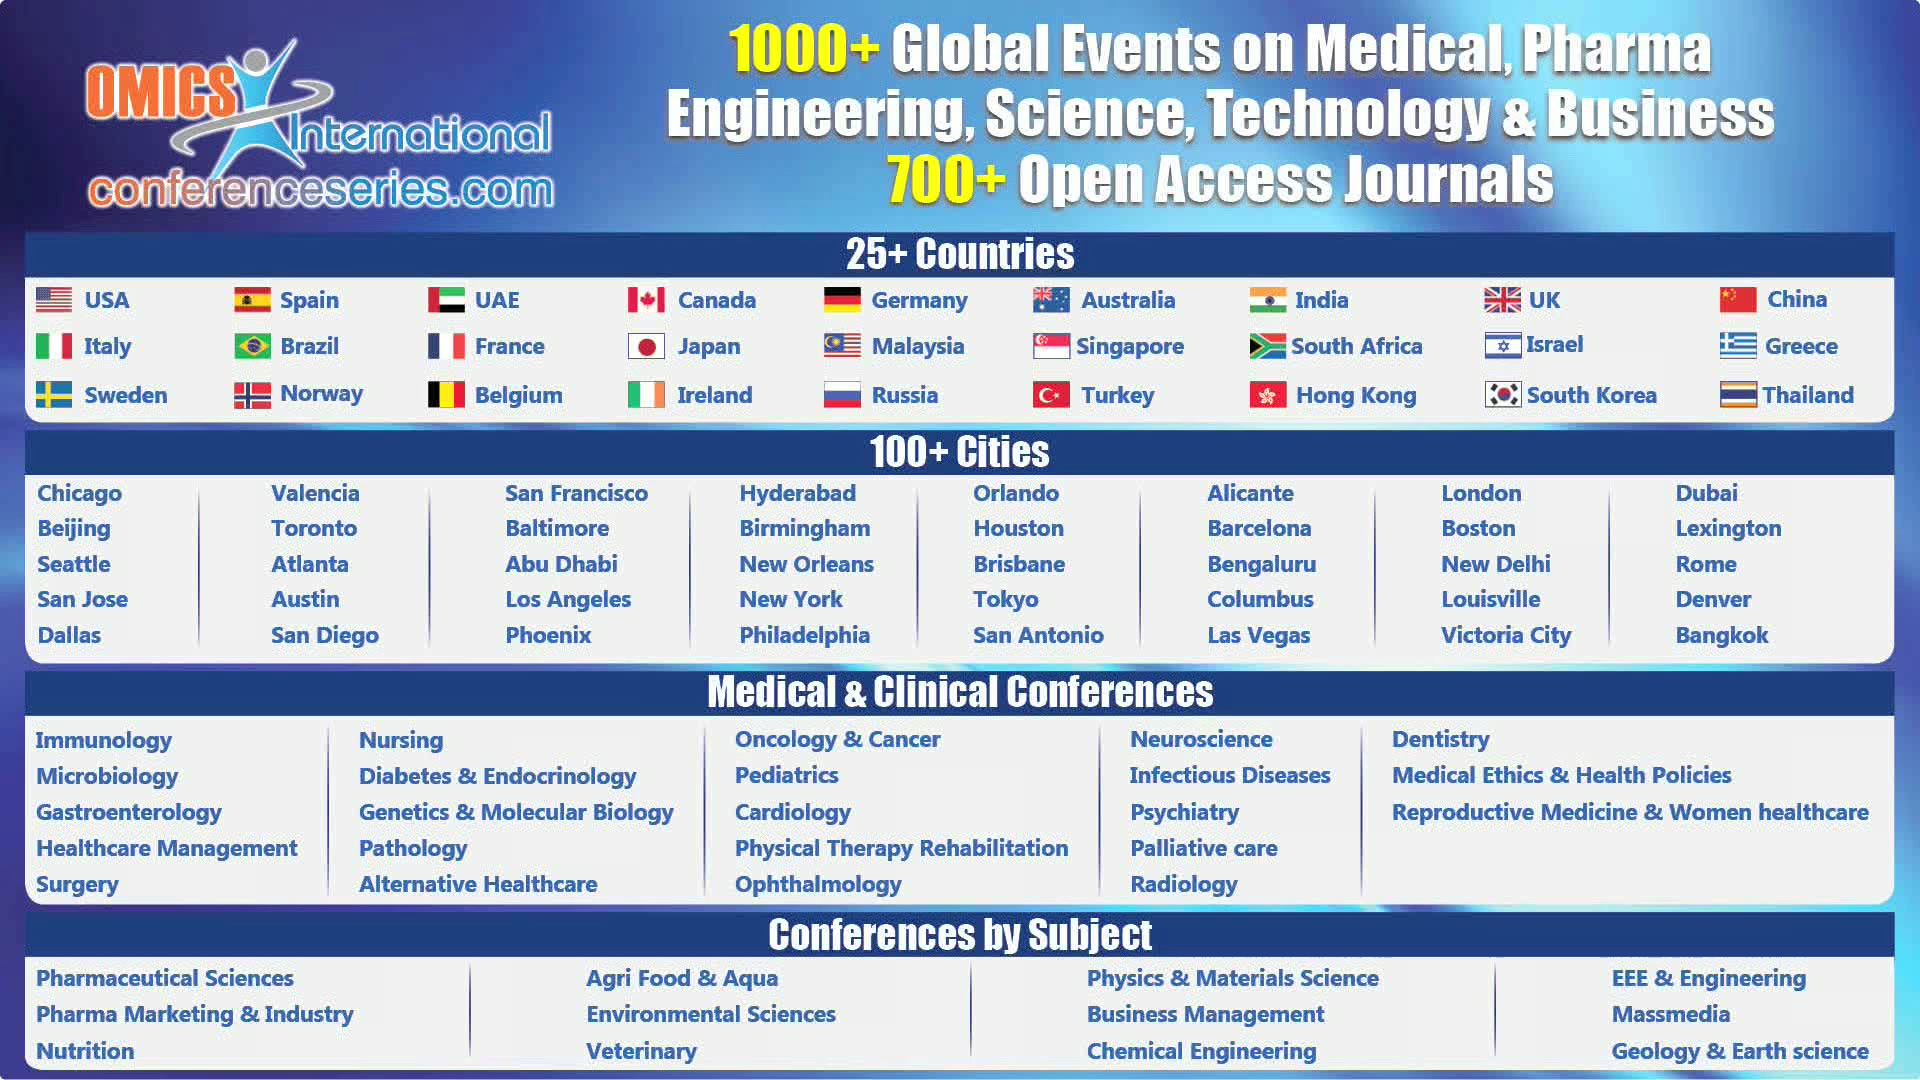 OMICS
International
conferenceseries.com
1000+ Global Events on Medical, Pharma
Engineering, Science, Technology & Business
700+ Open Access Journals
25+ Countries
USA Spain UAE Canada Germany Australia India UK China
Italy Brazil France Japan Malaysia Singapore South Africa Israel Greece
Sweden Norway Belgium Ireland Russia Turkey Hong Kong South Korea Thailand
100+ Cities
Chicago Valencia San Francisco Hyderabad Orlando Alicante London Dubai
Beijing Toronto Baltimore Birmingham Houston Barcelona Boston Lexington
Seattle Atlanta Abu Dhabi New Orleans Brisbane Bengaluru New Delhi Rome
San Jose Austin Los Angeles New York Tokyo Columbus Louisville Denver
Dallas San Diego Phoenix Philadelphia San Antonio Las Vegas Victoria City Bangkok
Medical & Clinical Conferences
Immunology Nursing Oncology & Cancer Neuroscience Dentistry
Microbiology Diabetes & Endocrinology Pediatrics Infectious Diseases Medical Ethics & Health Policies
Gastroenterology Genetics & Molecular Biology Cardiology Psychiatry Reproductive Medicine & Women healthcare
Healthcare Management Pathology Physical Therapy Rehabilitation Palliative care
Surgery Alternative Healthcare Ophthalmology Radiology
Conferences by Subject
Pharmaceutical Sciences Agri Food & Aqua Physics & Materials Science EEE & Engineering
Pharma Marketing & Industry Environmental Sciences Business Management Massmedia
Nutrition Veterinary Chemical Engineering Geology & Earth science